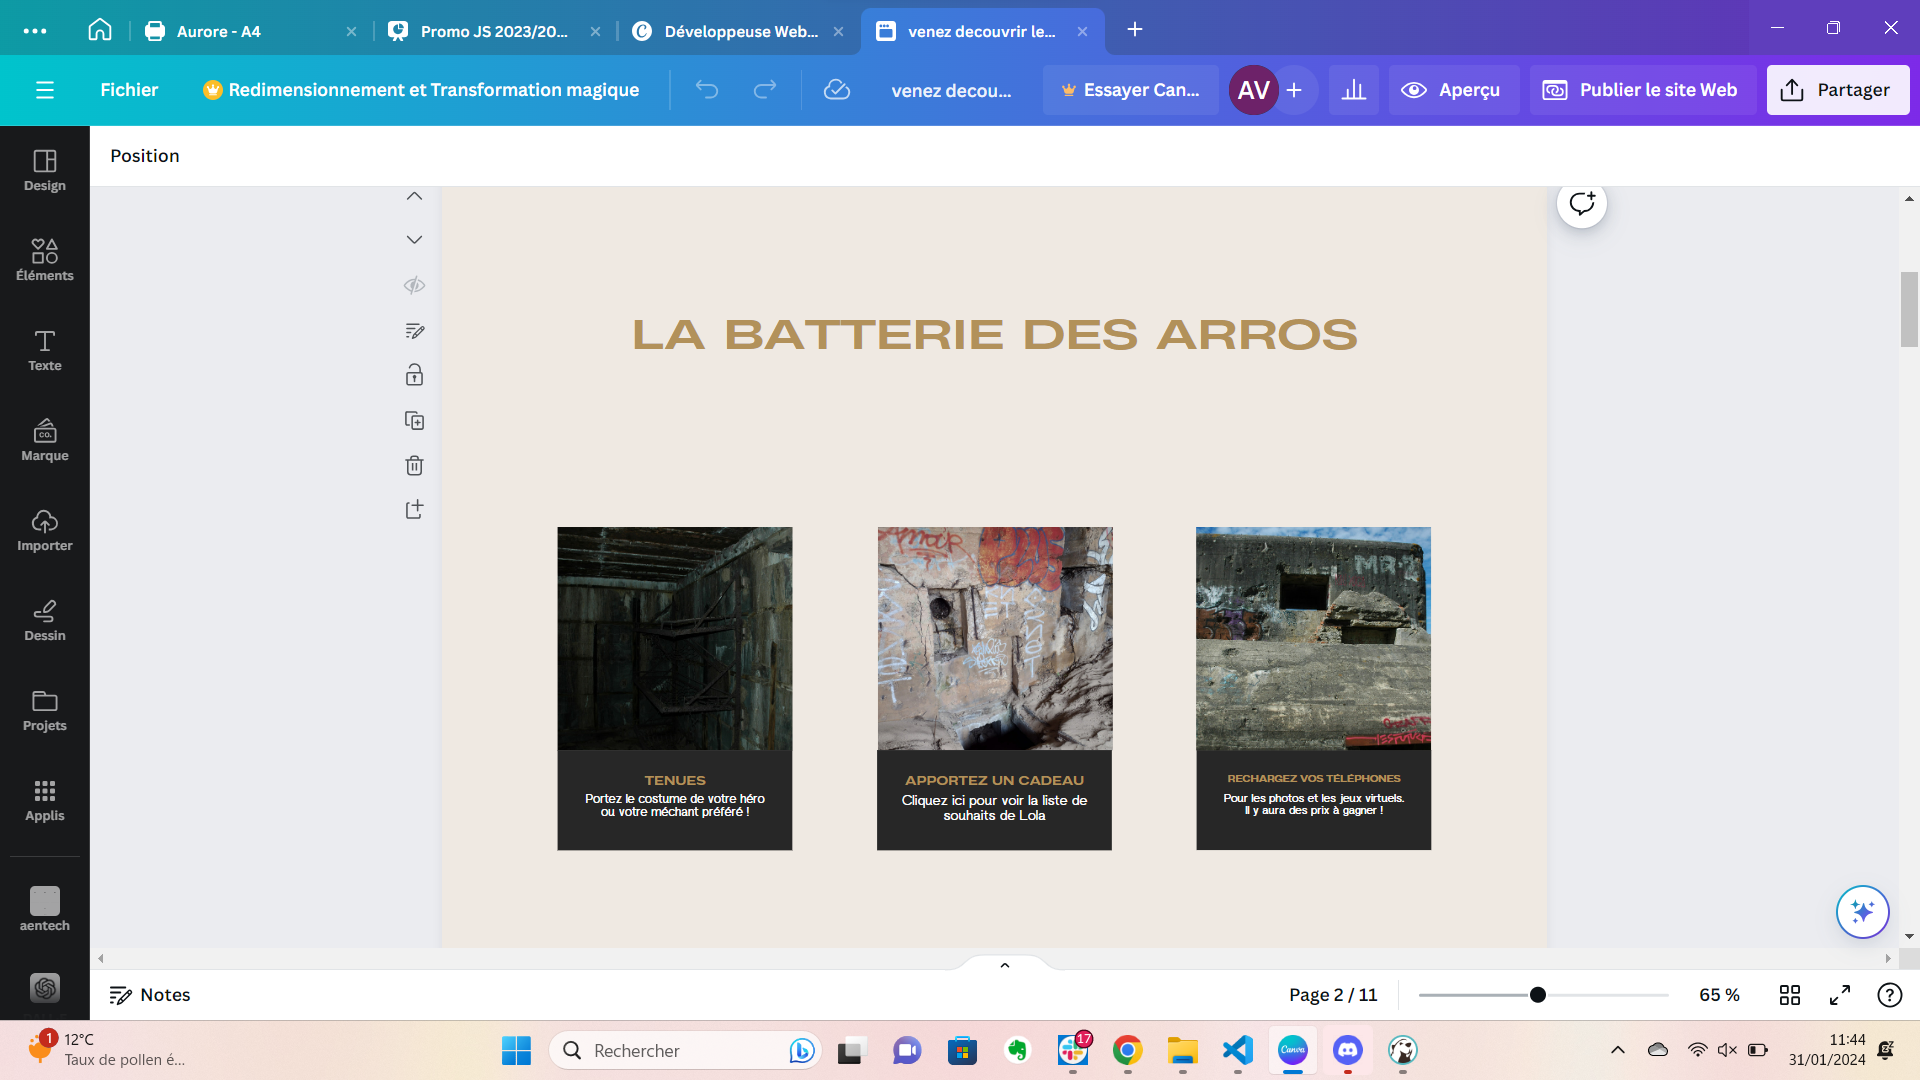 Aurore - A4
Promo JS 2023/20...
Développeuse Web...
venez decouvrir le...
Fichier
Redimensionnement et Transformation magique
venez decou...
Essayer Can...
AV
Aperçu
Publier le site Web
Partager
Position
Design
Éléments
Texte
CO.
Marque
Importer
Dessin
Projets
Applis
aentech
LA BATTERIE DES ARROS
TENUES
Portez le costume de votre héro
ou votre méchant préféré !
APPORTEZ UN CADEAU
Cliquez ici pour voir la liste de
souhaits de Lola
RECHARGEZ VOS TÉLÉPHONES
Pour les photos et les jeux virtuels.
Il y aura des prix à gagner !
Notes
Page 2 / 11
65 %
1
12°C
Taux de pollen é...
Rechercher
17
Canva
11:44
31/01/2024